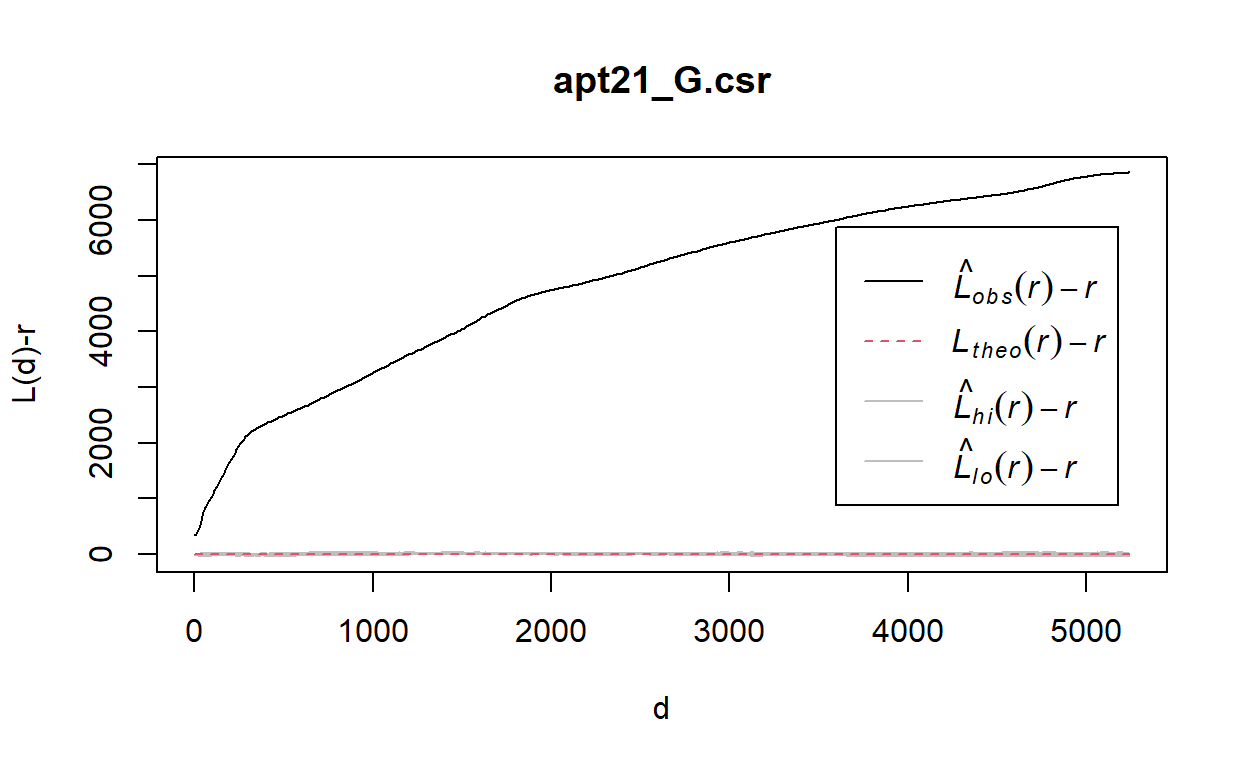 apt21_G.csr
L(d)-r
6000
4000
2000
0
L̂obs(r) − r
Ltheo(r) − r
L̂hi(r) − r
L̂lo(r) − r
0 1000 2000 3000 4000 5000
d